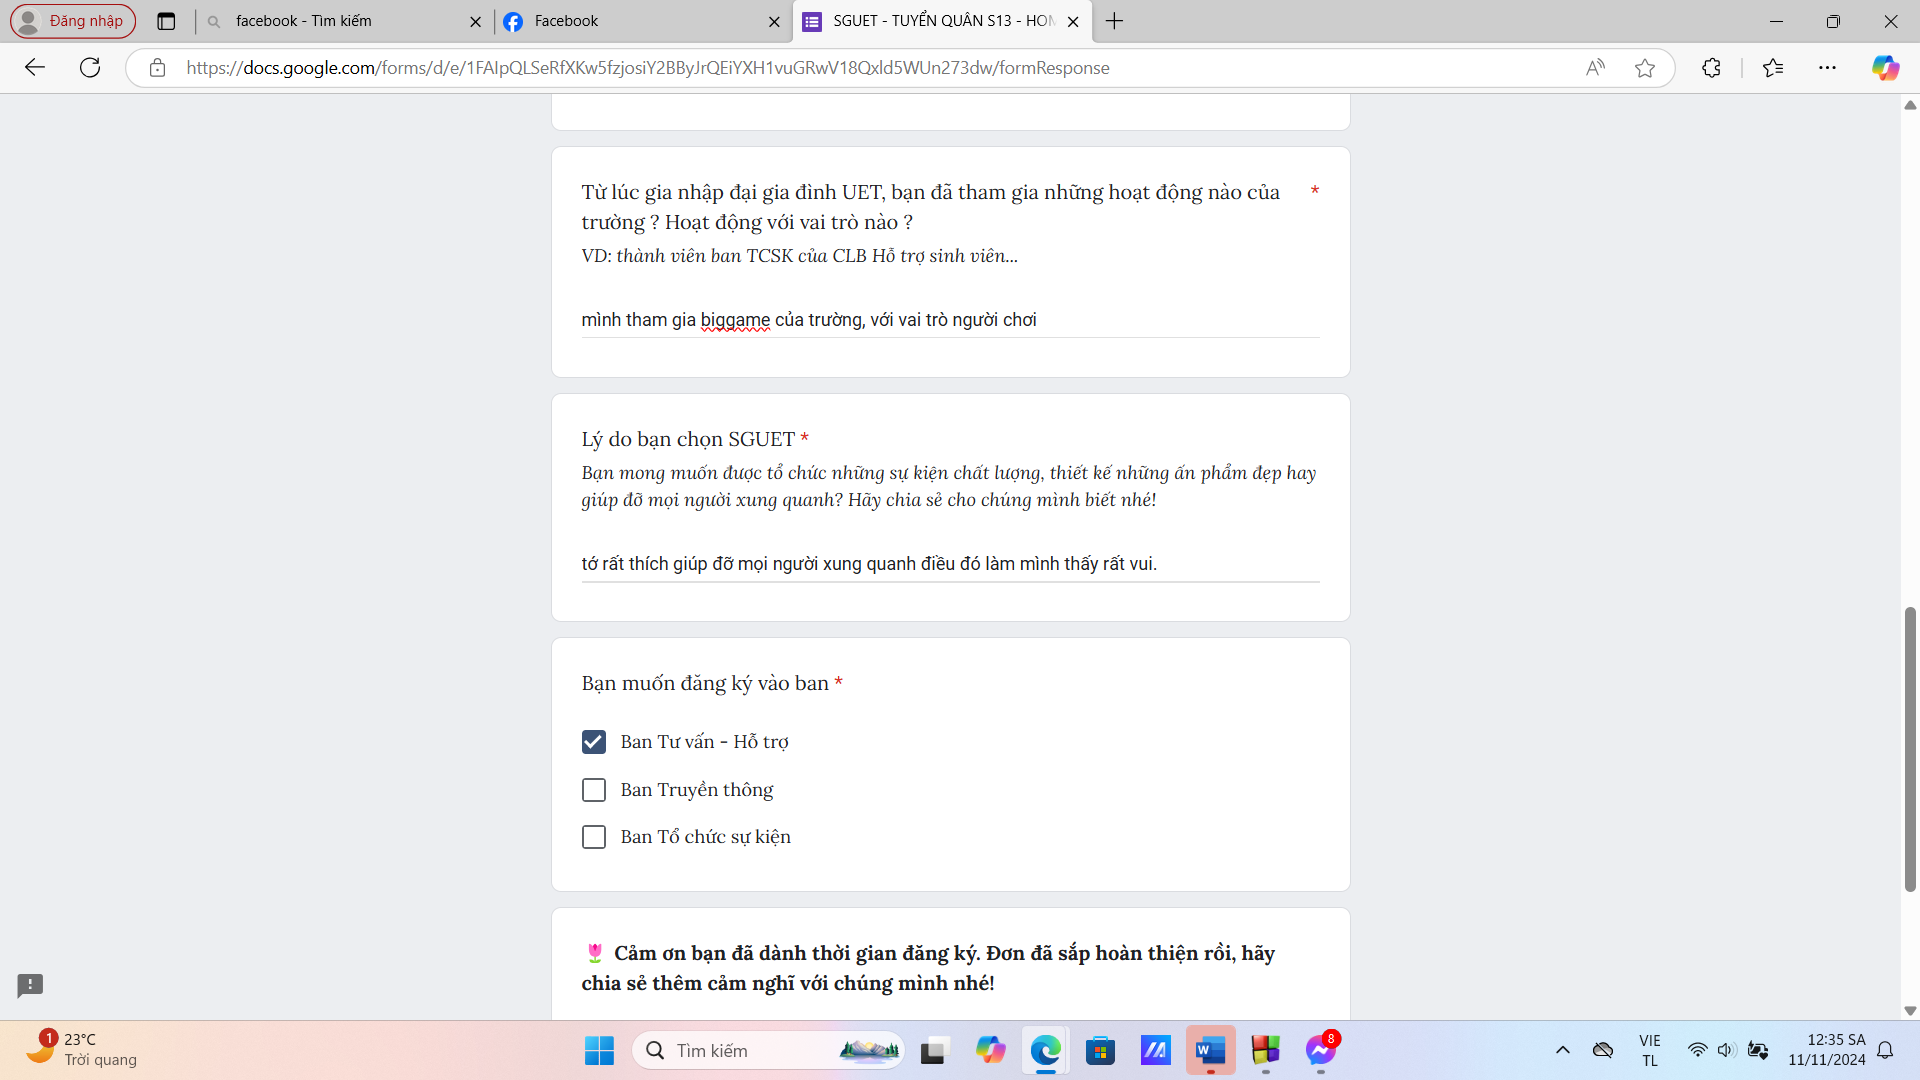 Đăng nhập
facebook - Tìm kiếm
Facebook
SGUET - TUYỂN QUÂN S13 - HOM
https://docs.google.com/forms/d/e/1FAIpQLSeRfXKw5fzjosiY2BByJrQEiYXH1vuGRwV18Qxld5WUn273dw/formResponse
Từ lúc gia nhập đại gia đình UET, bạn đã tham gia những hoạt động nào của *
trường ? Hoạt động với vai trò nào ?
VD: thành viên ban TCSK của CLB Hỗ trợ sinh viên...
mình tham gia biggame của trường, với vai trò người chơi
Lý do bạn chọn SGUET *
Bạn mong muốn được tổ chức những sự kiện chất lượng, thiết kế những ấn phẩm đẹp hay
giúp đỡ mọi người xung quanh? Hãy chia sẻ cho chúng mình biết nhé!
tớ rất thích giúp đỡ mọi người xung quanh điều đó làm mình thấy rất vui.
Bạn muốn đăng ký vào ban *
Ban Tư vấn - Hỗ trợ
Ban Truyền thông
Ban Tổ chức sự kiện
🌷 Cảm ơn bạn đã dành thời gian đăng ký. Đơn đã sắp hoàn thiện rồi, hãy
chia sẻ thêm cảm nghĩ với chúng mình nhé!
1
23°C
Trời quang
Tìm kiếm
8
VIE
TL
12:35 SA
11/11/2024